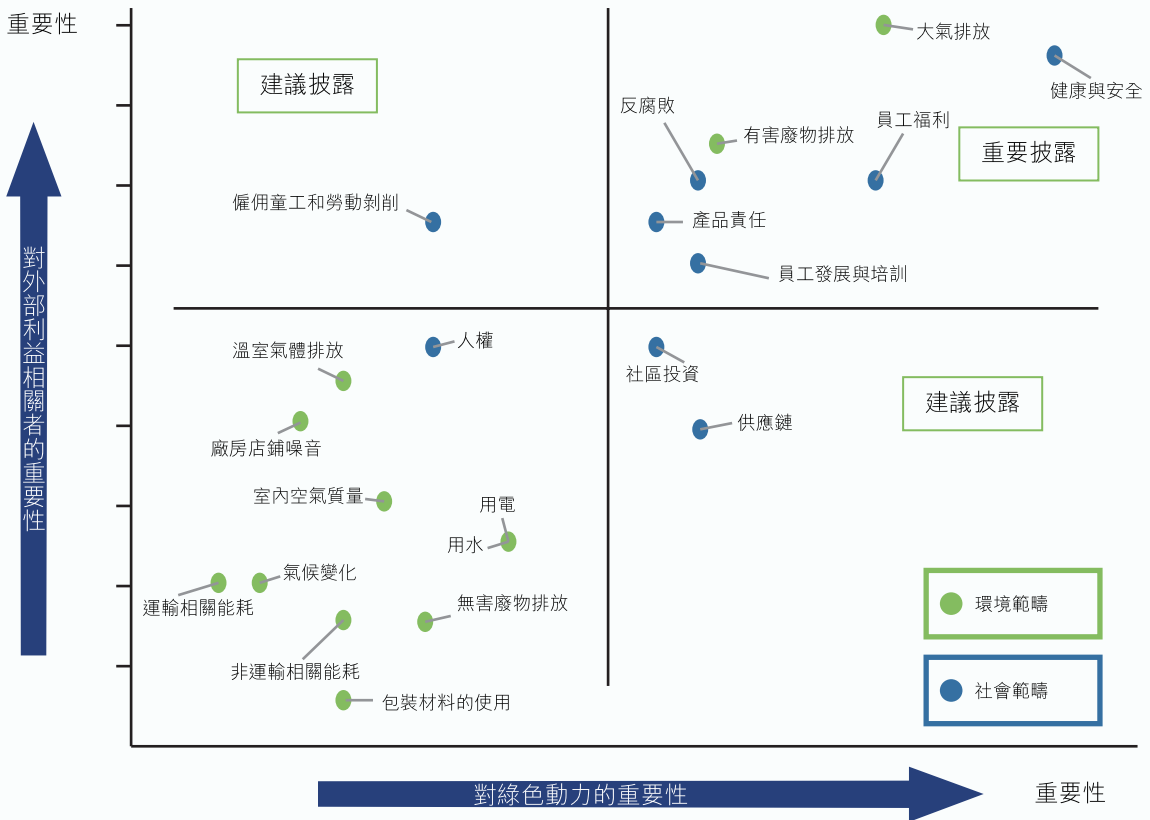 重要性
大氣排放
健康與安全
建議披露
反腐敗
員工福利
有害廢物排放
重要披露
僱佣童工和勞動剝削
產品責任
員工發展與培訓
對外部利益相關者的重要性
人權
溫室氣體排放
社區投資
建議披露
供應鏈
廠房店鋪噪音
室內空氣質量
用電
用水
氣候變化
運輸相關能耗
無害廢物排放
環境範疇
非運輸相關能耗
社會範疇
包裝材料的使用
對綠色動力的重要性
重要性